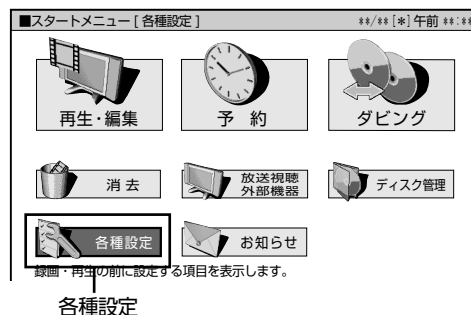 ■スタートメニュー [ 各種設定 ]
**/** [*] 午前 **:**
再生・編集
予 約
ダビング
消 去
放送視聴
外部機器
ディスク管理
各種設定
お知らせ
録画・再生の前に設定する項目を表示します。
各種設定